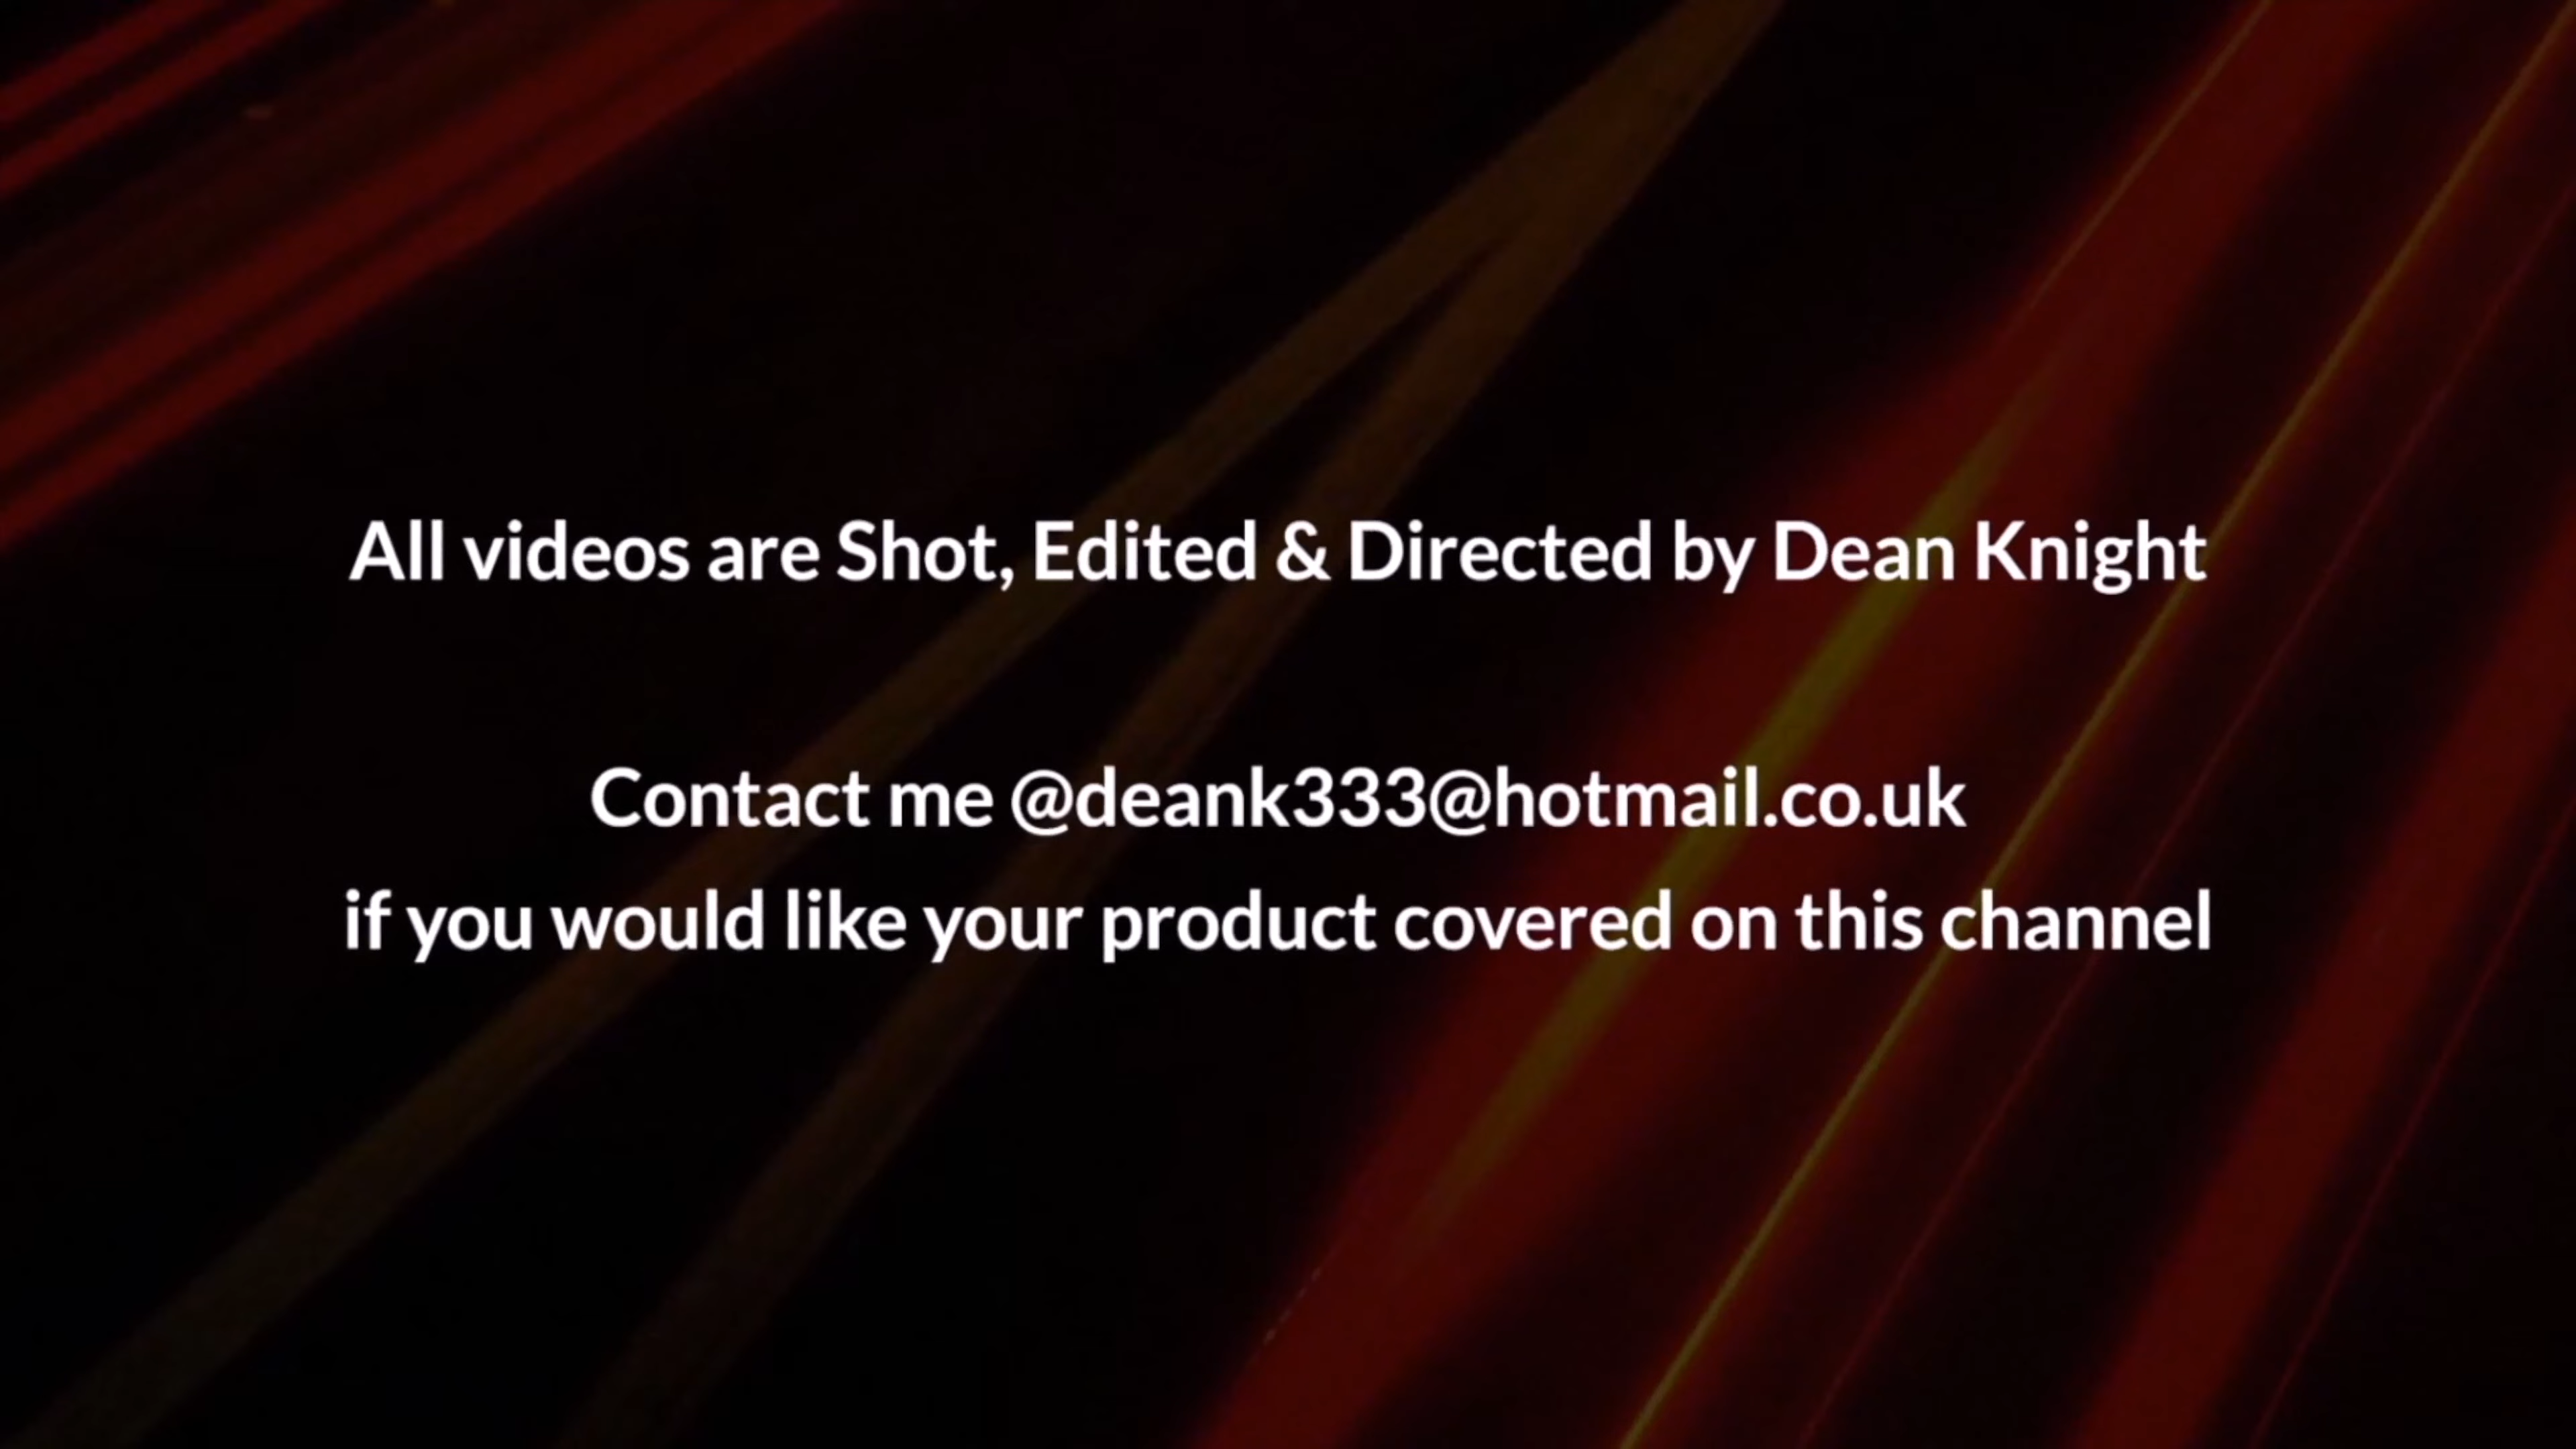 All videos are Shot, Edited & Directed by Dean Knight
Contact me @deank333@hotmail.co.uk
if you would like your product covered on this channel